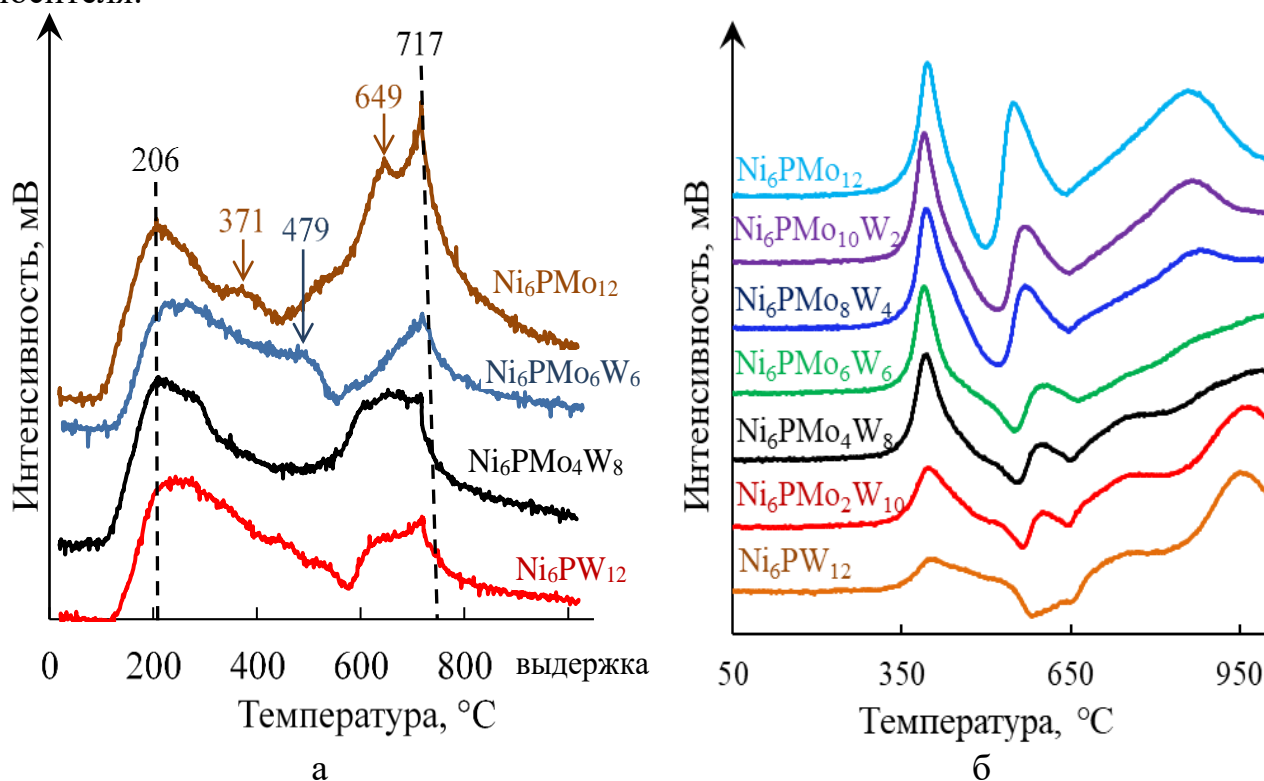 717
649
206
371
479
Ni₆PMo₁₂
Ni₆PMo₆W₆
Ni₆PMo₄W₈
Ni₆PW₁₂
Интенсивность, мВ
0 200 400 600 800 выдержка
Температура, °C
а
Ni₆PMo₁₂
Ni₆PMo₁₀W₂
Ni₆PMo₈W₄
Ni₆PMo₆W₆
Ni₆PMo₄W₈
Ni₆PMo₂W₁₀
Ni₆PW₁₂
Интенсивность, мВ
50 350 650 950
Температура, °C
б